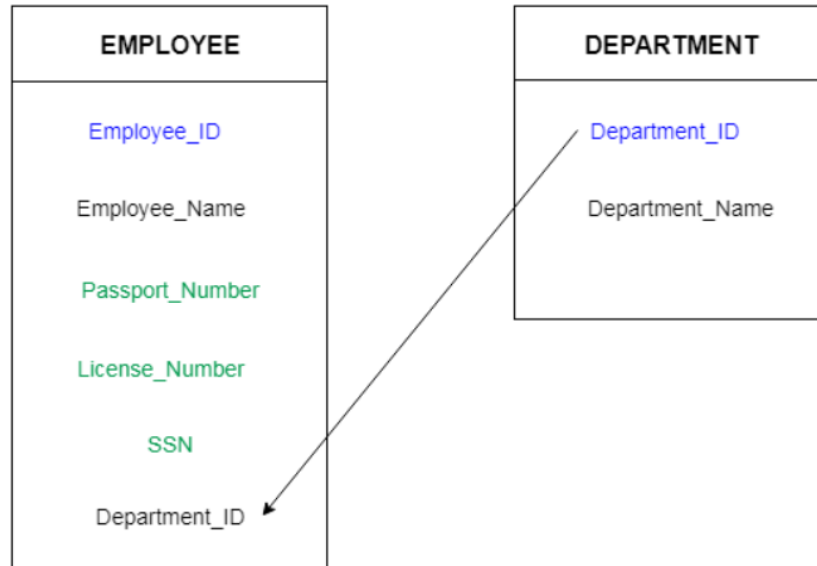 EMPLOYEE
Employee_ID
Employee_Name
Passport_Number
License_Number
SSN
Department_ID
DEPARTMENT
Department_ID
Department_Name